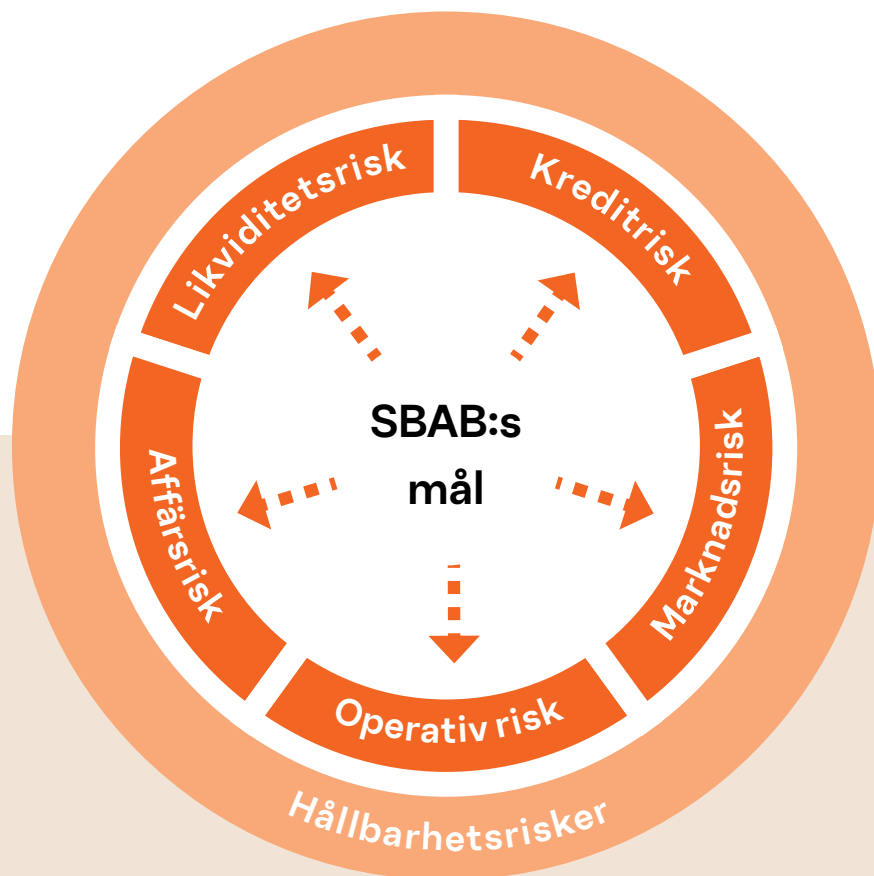 Likviditetsrisk
Kreditrisk
SBAB:s
mål
Affärsrisk
Marknadsrisk
Operativ risk
Hållbarhetsrisker